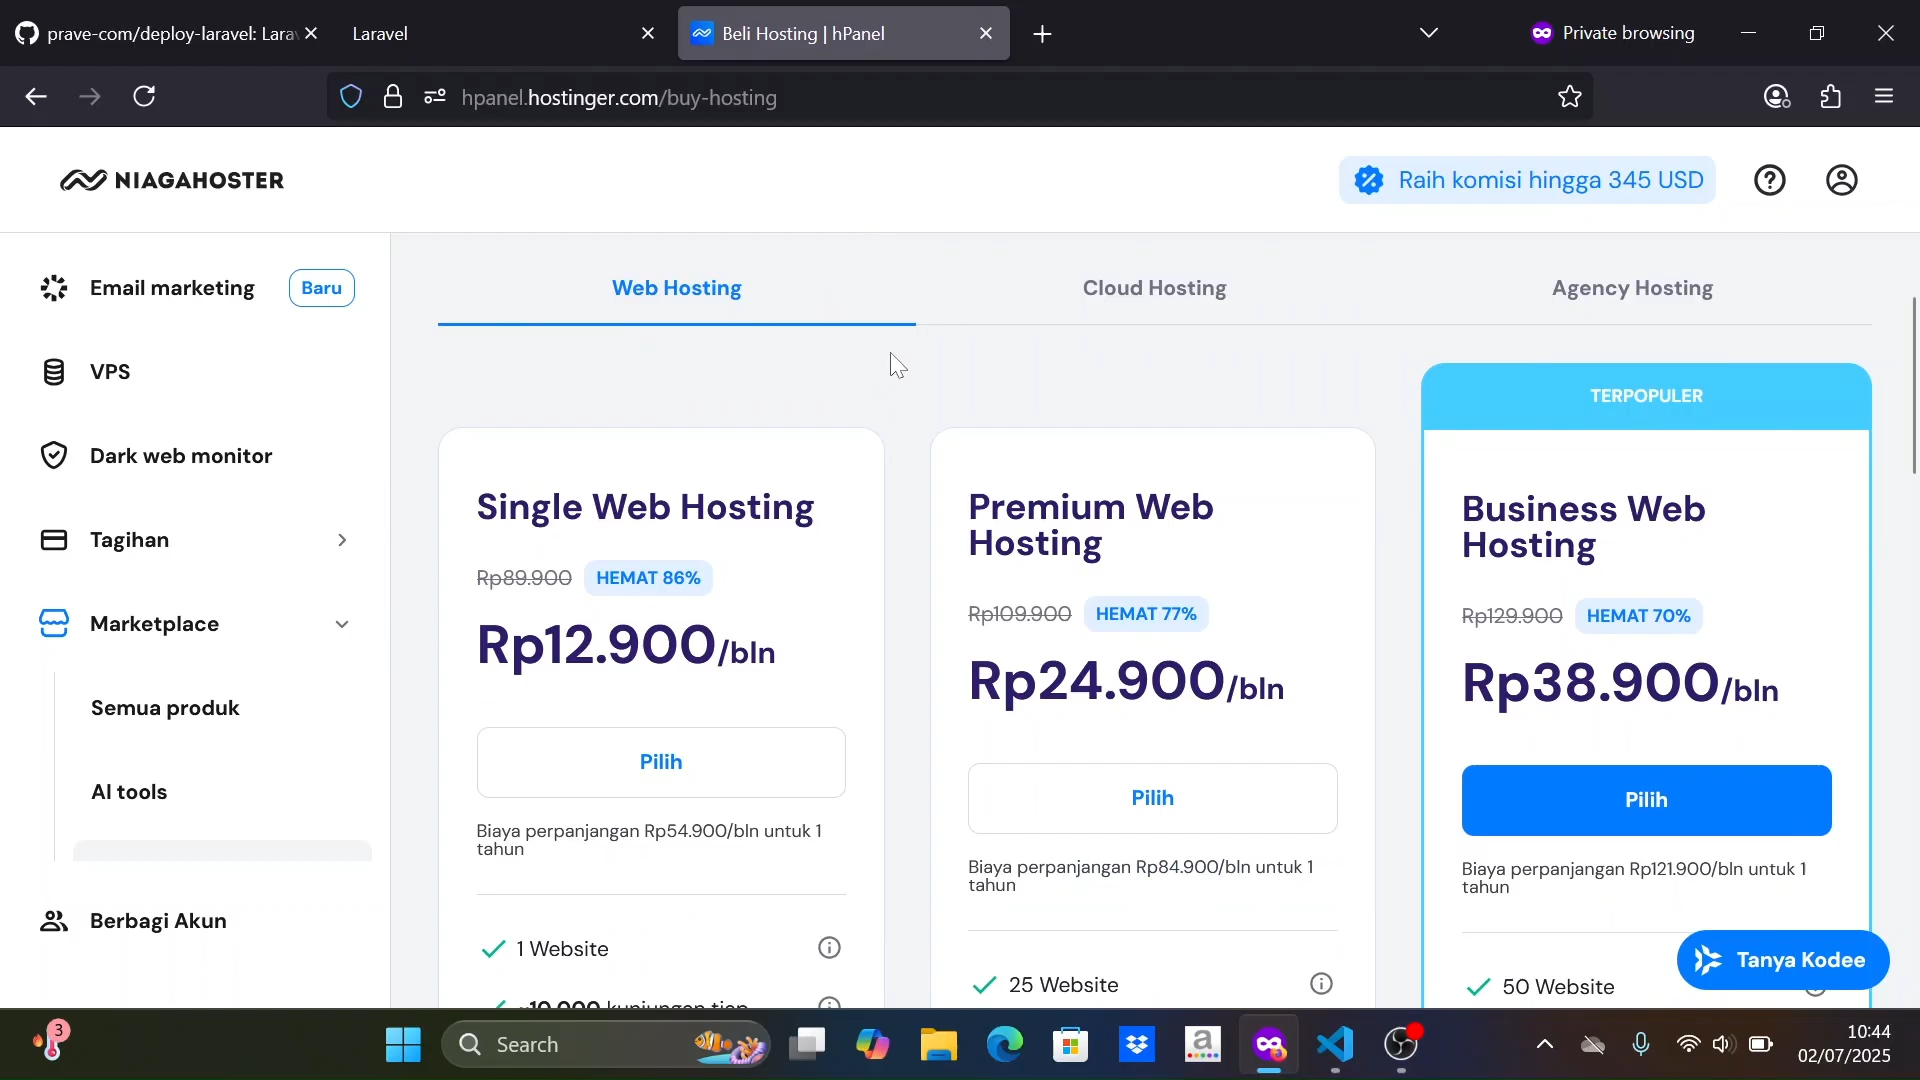 prave-com/deploy-laravel: Lara
Laravel
Beli Hosting | hPanel
Private browsing
hpanel.hostinger.com/buy-hosting
NIAGAHOSTER
Raih komisi hingga 345 USD
Email marketing
Baru
VPS
Dark web monitor
Tagihan
Marketplace
Semua produk
AI tools
Berbagi Akun
Web Hosting
Cloud Hosting
Agency Hosting
Single Web Hosting
Rp89.900
HEMAT 86%
Rp12.900/bln
Pilih
Biaya perpanjangan Rp54.900/bln untuk 1
tahun
1 Website
~10.000 kunjungan tiap
Premium Web
Hosting
Rp109.900
HEMAT 77%
Rp24.900/bln
Pilih
Biaya perpanjangan Rp84.900/bln untuk 1
tahun
25 Website
TERPOPULER
Business Web
Hosting
Rp129.900
HEMAT 70%
Rp38.900/bln
Pilih
Biaya perpanjangan Rp121.900/bln untuk 1
tahun
50 Website
Tanya Kodee
3
Search
a
10:44
02/07/2025